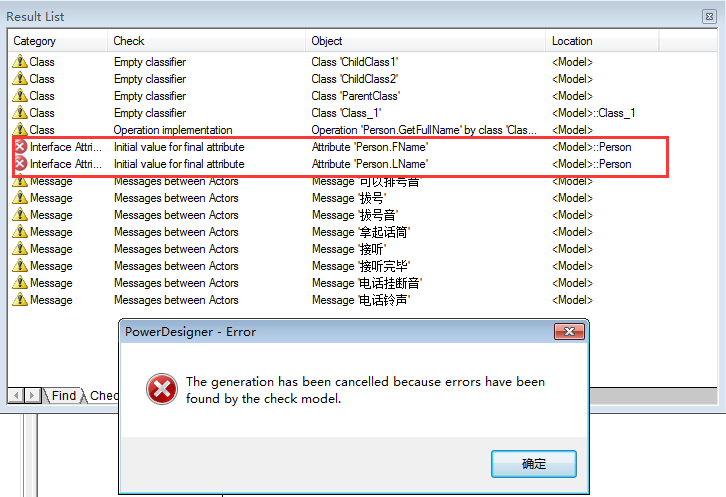 Result List
Category Check Object Location
Class Empty classifier Class 'ChildClass1' <Model>
Class Empty classifier Class 'ChildClass2' <Model>
Class Empty classifier Class 'ParentClass' <Model>
Class Empty classifier Class 'Class_1' <Model>::Class_1
Class Operation implementation Operation 'Person.GetFullName' by class 'Clas... <Model>
Interface Attri... Initial value for final attribute Attribute 'Person.FName' <Model>::Person
Interface Attri... Initial value for final attribute Attribute 'Person.LName' <Model>::Person
Message Messages between Actors Message '可以排号音' <Model>
Message Messages between Actors Message '拔号' <Model>
Message Messages between Actors Message '拔号音' <Model>
Message Messages between Actors Message '拿起话筒' <Model>
Message Messages between Actors Message '接听' <Model>
Message Messages between Actors Message '接听完毕' <Model>
Message Messages between Actors Message '电话挂断音' <Model>
Message Messages between Actors Message '电话铃声' <Model>
PowerDesigner - Error
The generation has been cancelled because errors have been
found by the check model.
Find Chec
确定